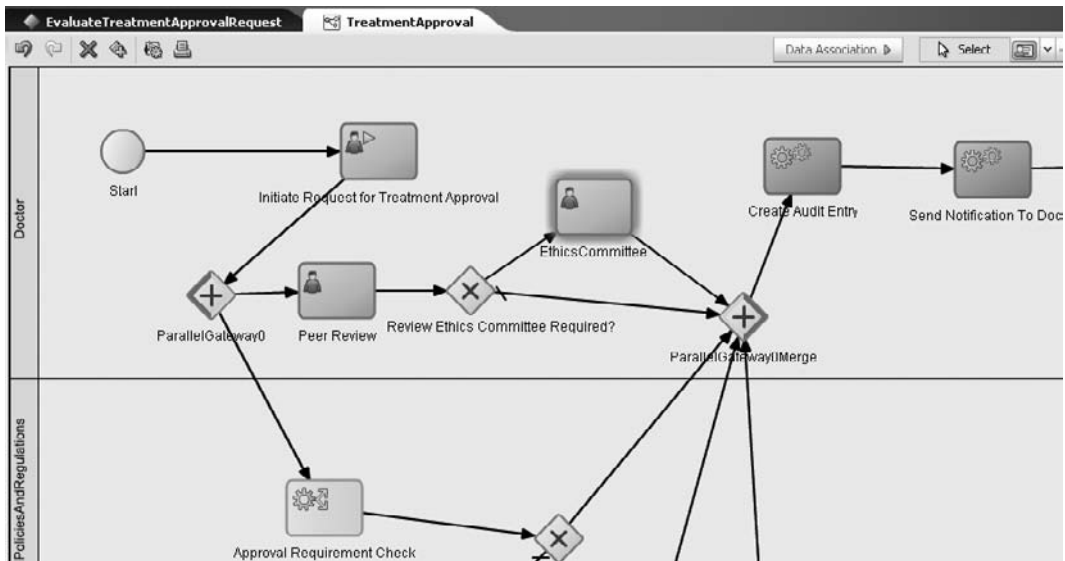 EvaluateTreatmentApprovalRequest
TreatmentApproval
Data Association
Select
Doctor
Start
Initiate Request for Treatment Approval
EthicsCommittee
Create Audit Entry
Send Notification To Doc
ParallelGateway0
Peer Review
Review Ethics Committee Required?
ParallelGateway0Merge
PoliciesAndRegulations
Approval Requirement Check